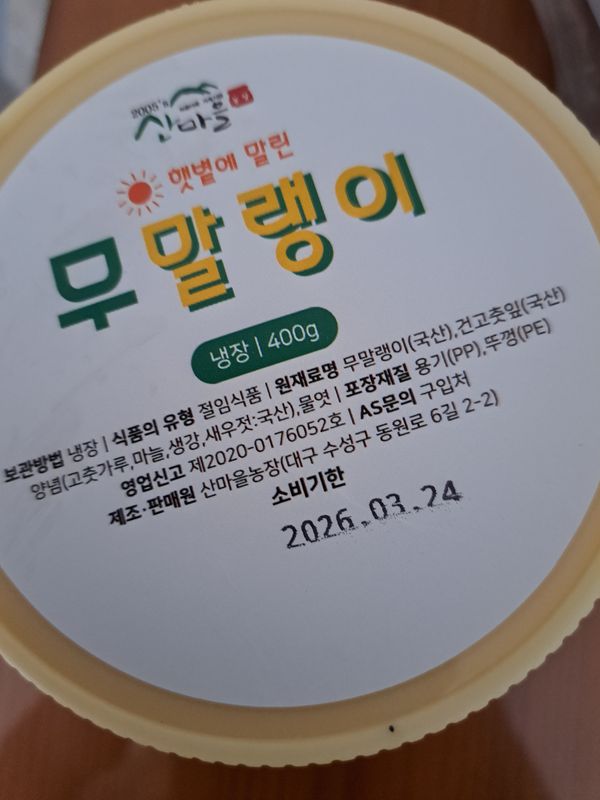 2005's
산마을
햇볕에 말린
무말랭이
냉장 | 400g
보관방법 냉장 | 식품의 유형 절임식품 | 원재료명 무말랭이(국산),건고춧잎(국산)
양념(고춧가루,마늘,생강,새우젓:국산),물엿 | 포장재질 용기(PP),뚜껑(PE)
영업신고 제2020-0176052호 | AS문의 구입처
제조·판매원 산마을농장(대구 수성구 동원로 6길 2-2)
소비기한
2026.03.24